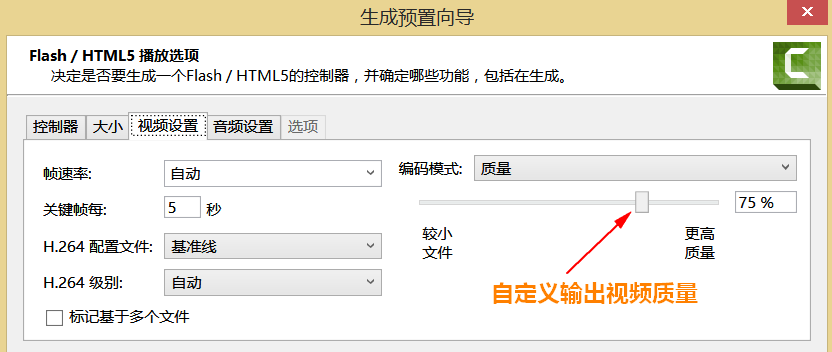 生成预置向导
Flash / HTML5 播放选项
决定是否要生成一个Flash / HTML5的控制器，并确定哪些功能，包括在生成。
控制器 大小 视频设置 音频设置 选项
帧速率: 自动 编码模式: 质量
关键帧每: 5 秒 75 %
H.264 配置文件: 基准线 较小 更高
文件 质量
H.264 级别: 自动 自定义输出视频质量
标记基于多个文件